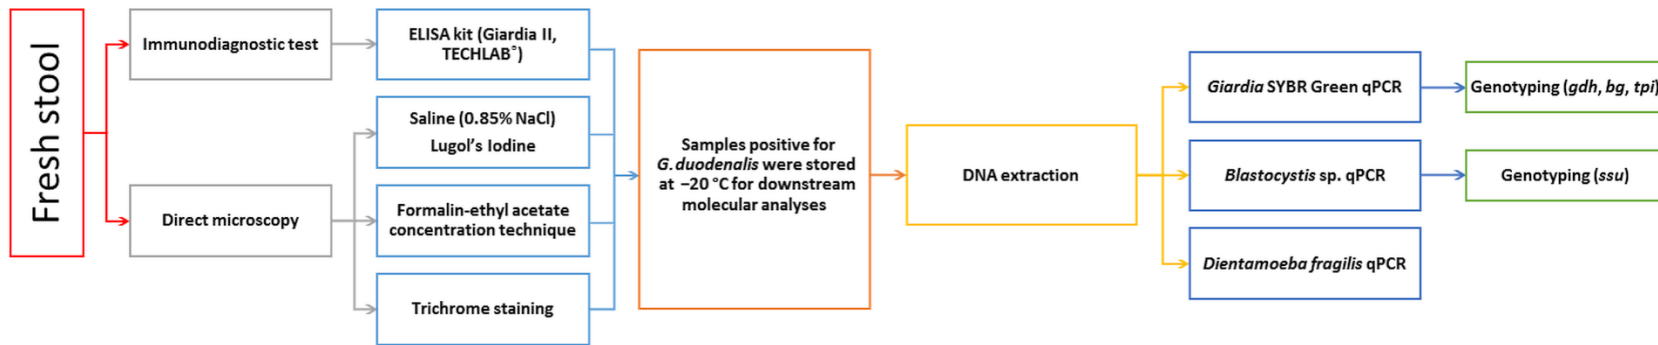 Fresh stool
Immunodiagnostic test
ELISA kit (Giardia II,
TECHLAB®)
Direct microscopy
Saline (0.85% NaCl)
Lugol's Iodine
Formalin-ethyl acetate
concentration technique
Trichrome staining
Samples positive for
G.duodenalis were stored
at −20 °C for downstream
molecular analyses
DNA extraction
Giardia SYBR Green qPCR
Blastocystis sp. qPCR
Dientamoeba fragilis qPCR
Genotyping (gdh, bg, tpi)
Genotyping (ssu)